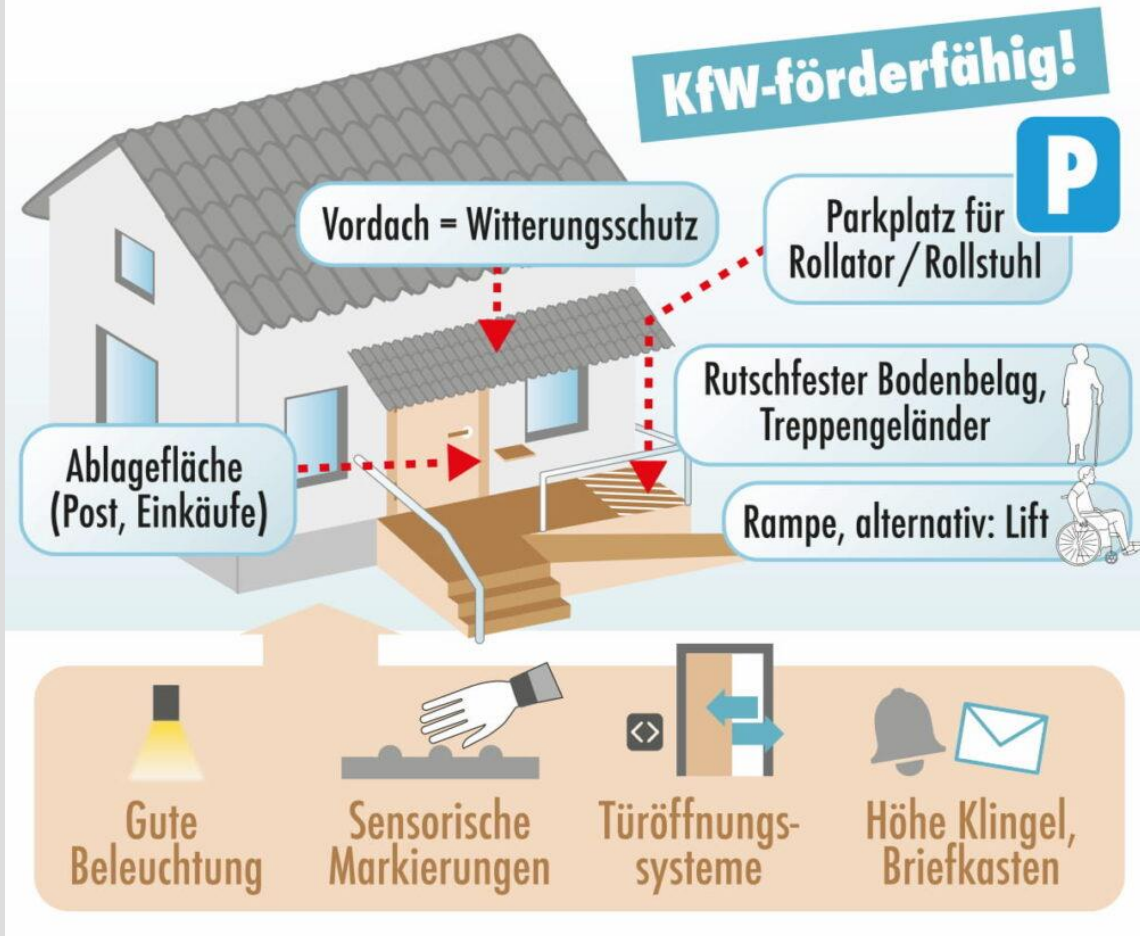 KfW-förderfähig!
P
Vordach = Witterungsschutz
Parkplatz für
Rollator / Rollstuhl
Rutschfester Bodenbelag,
Treppengeländer
Ablagefläche
(Post, Einkäufe)
Rampe, alternativ: Lift
Gute
Beleuchtung
Sensorische
Markierungen
Türöffnungs-
systeme
Höhe Klingel,
Briefkasten